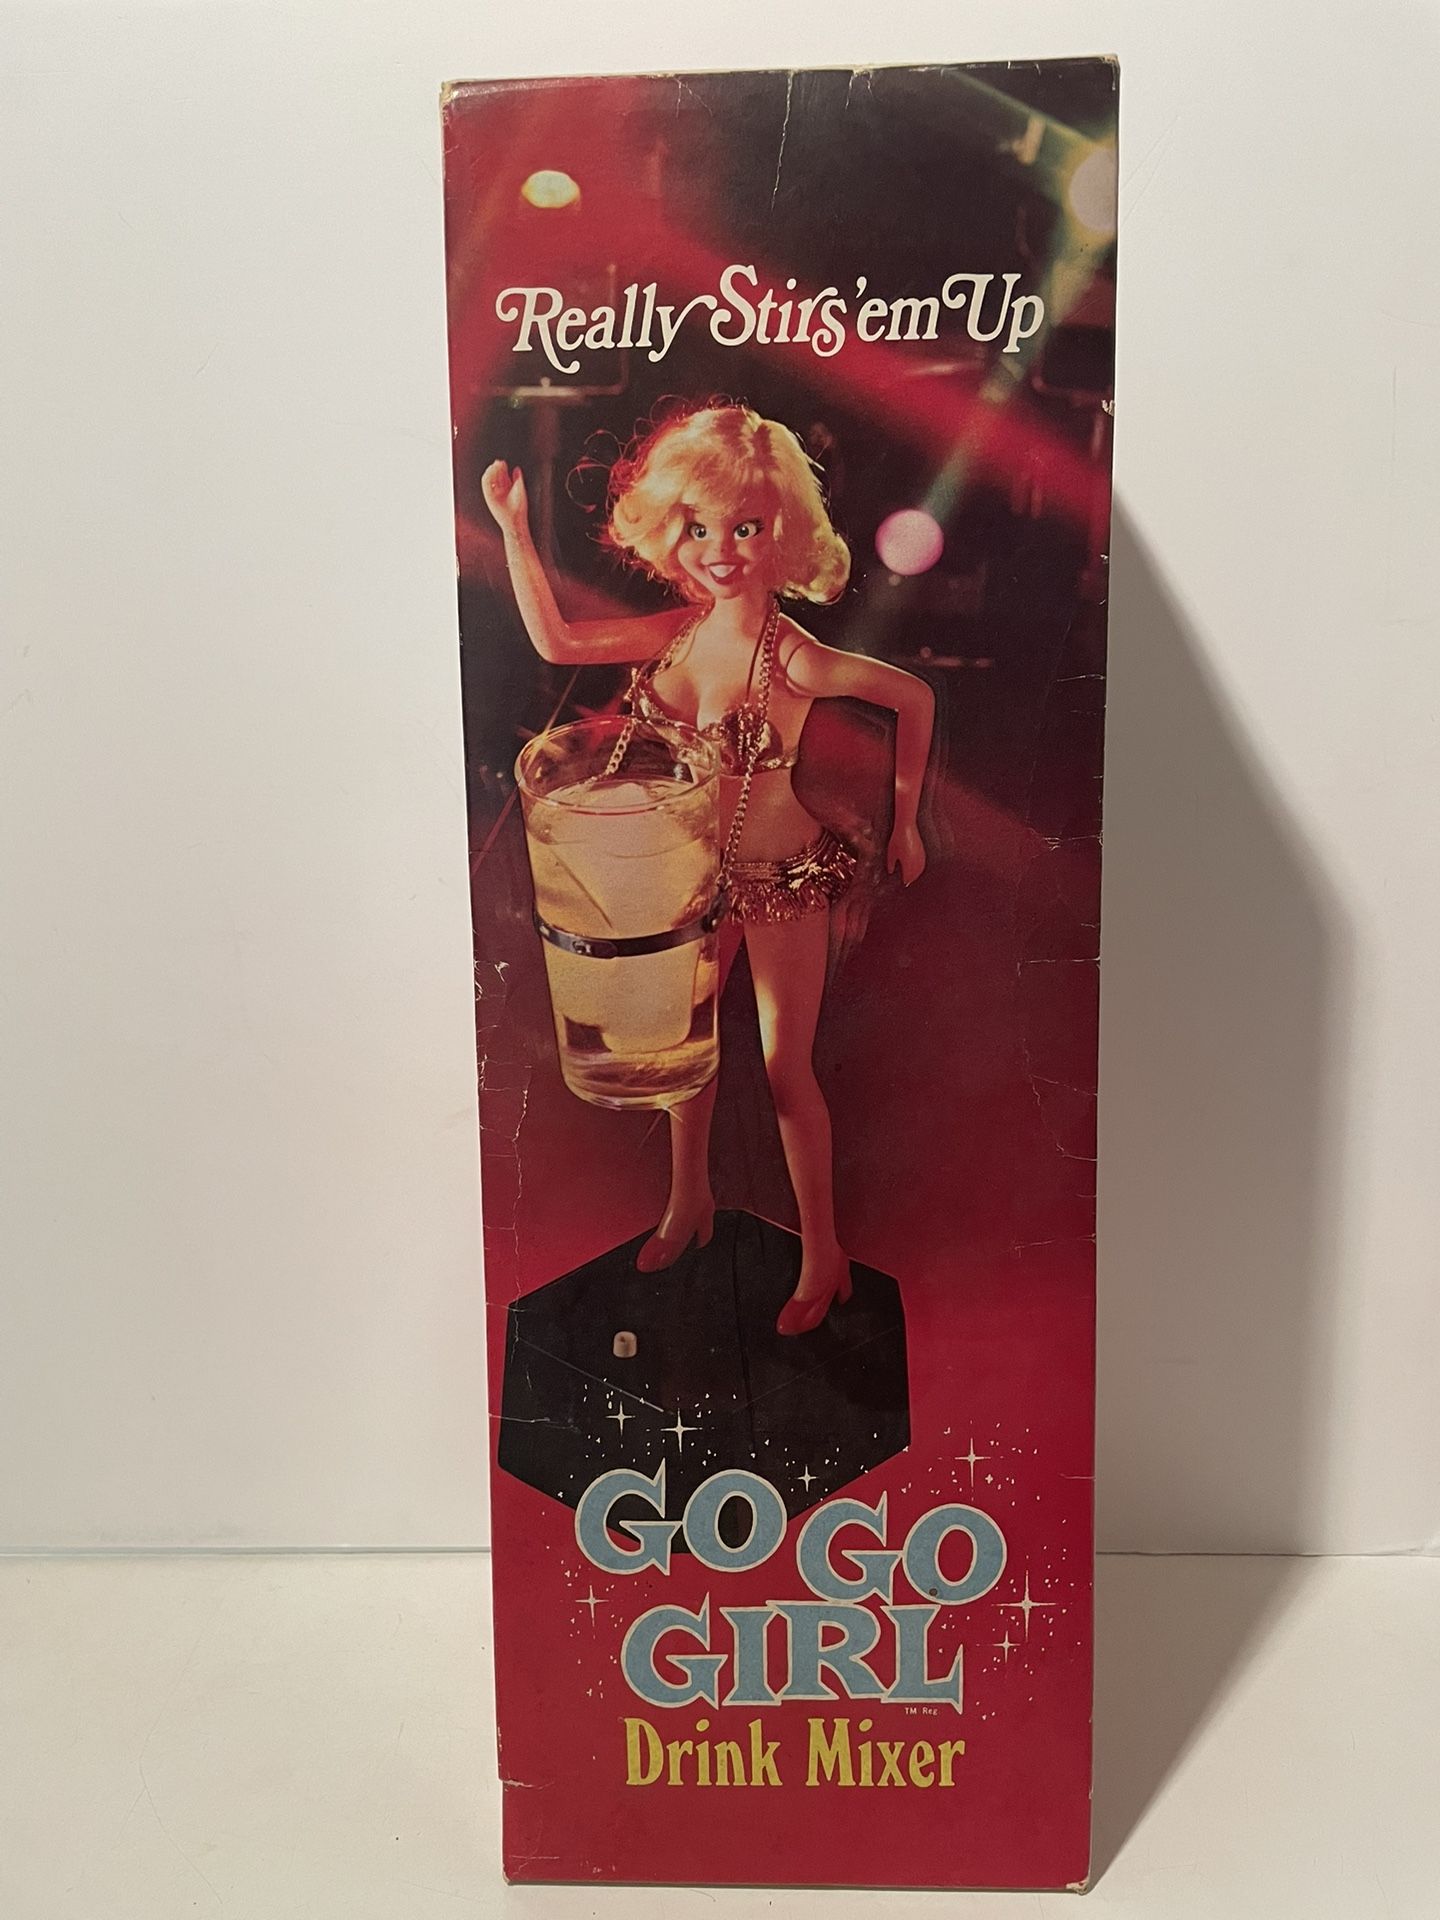 Really Stirs 'em Up
GO GO
GIRL
TM Reg.
Drink Mixer